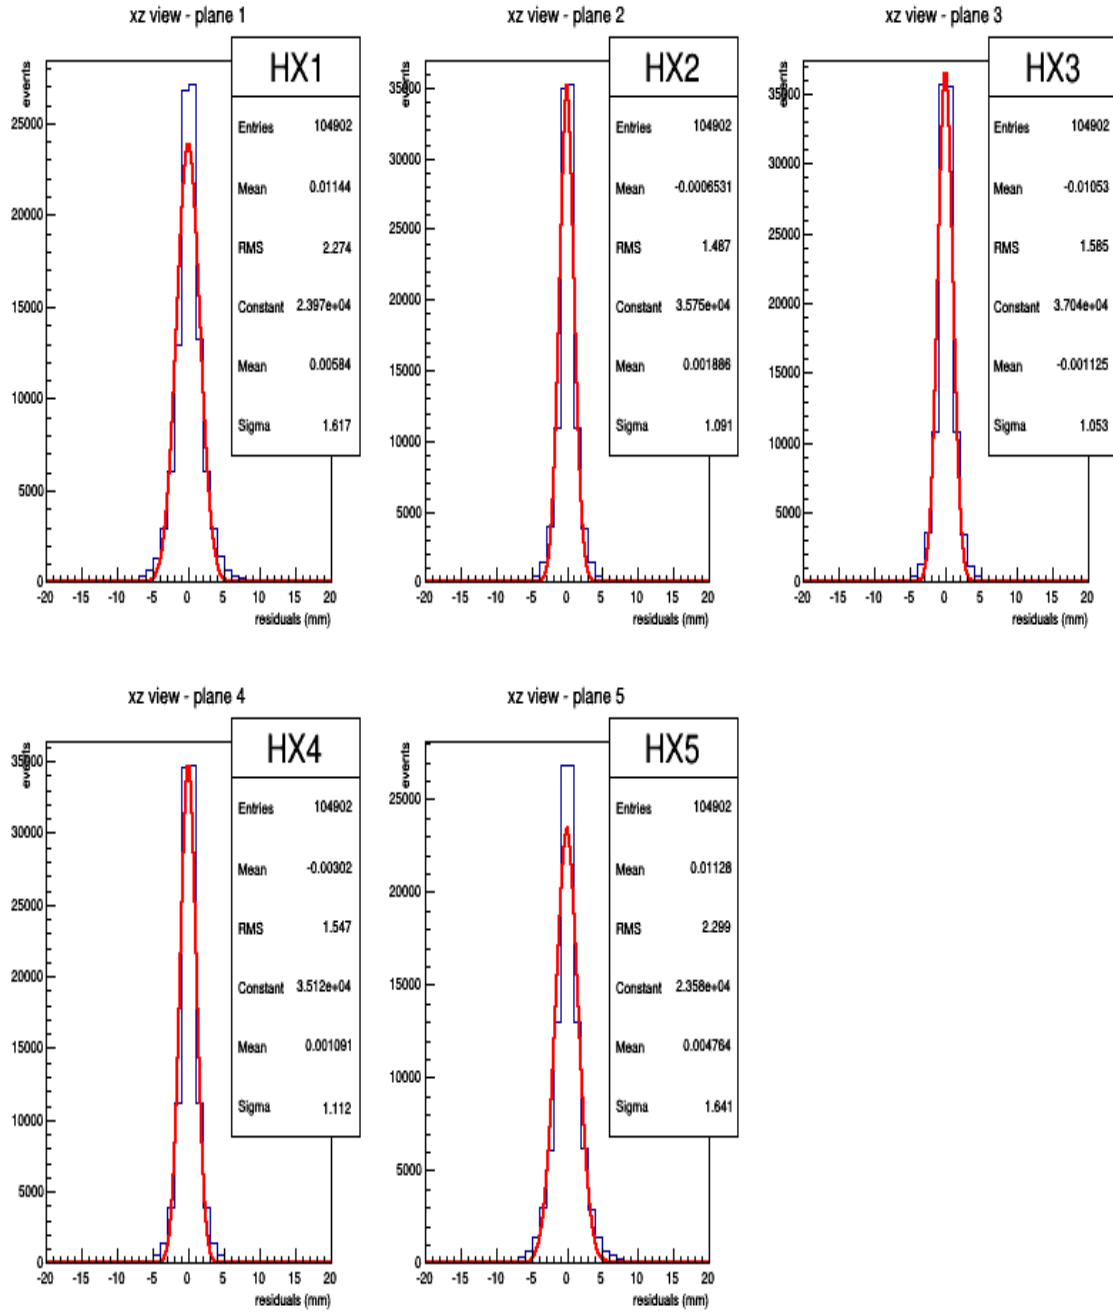 xz view - plane 1
HX1
Entries 104902
Mean 0.01144
RMS 2.274
Constant 2.397e+04
Mean 0.00584
Sigma 1.617
events
25000
20000
15000
10000
5000
0
-20 -15 -10 -5 0 5 10 15 20
residuals (mm)
xz view - plane 2
HX2
Entries 104902
Mean -0.0006531
RMS 1.487
Constant 3.575e+04
Mean 0.001886
Sigma 1.091
events
35000
30000
25000
20000
15000
10000
5000
0
-20 -15 -10 -5 0 5 10 15 20
residuals (mm)
xz view - plane 3
HX3
Entries 104902
Mean -0.01053
RMS 1.585
Constant 3.704e+04
Mean -0.001125
Sigma 1.053
events
35000
30000
25000
20000
15000
10000
5000
0
-20 -15 -10 -5 0 5 10 15 20
residuals (mm)
xz view - plane 4
HX4
Entries 104902
Mean -0.00302
RMS 1.547
Constant 3.512e+04
Mean 0.001091
Sigma 1.112
events
35000
30000
25000
20000
15000
10000
5000
0
-20 -15 -10 -5 0 5 10 15 20
residuals (mm)
xz view - plane 5
HX5
Entries 104902
Mean 0.01128
RMS 2.299
Constant 2.358e+04
Mean 0.004764
Sigma 1.641
events
25000
20000
15000
10000
5000
0
-20 -15 -10 -5 0 5 10 15 20
residuals (mm)